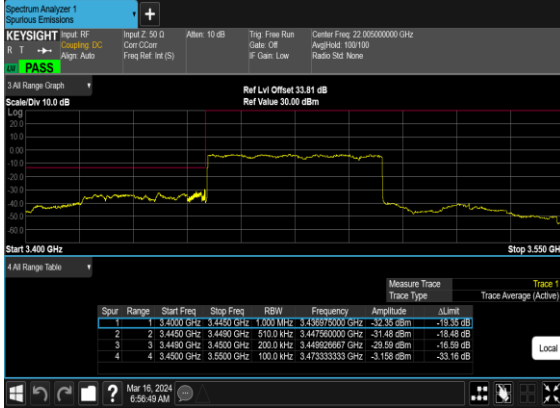 Spectrum Analyzer 1
Spurious Emissions
+
KEYSIGHT Input: RF Input Z: 50 Ω Atten: 10 dB Trig: Free Run Center Freq: 22.005000000 GHz
R T Coupling: DC Corr CCorr Gate: Off Avg|Hold: 100/100
Align: Auto Freq Ref: Int (S) IF Gain: Low Radio Std: None
LXI PASS
3.All Range Graph
Ref Lvl Offset 33.81 dB
Scale/Div 10.0 dB Ref Value 30.00 dBm
Log
20.0
10.0
0.00
-10.0
-20.0
-30.0
-40.0
-50.0
-60.0
Start 3.400 GHz Stop 3.550 GH
4.All Range Table
Measure Trace Trace 1
Trace Type Trace Average (Active)
Spur Range Start Freq Stop Freq RBW Frequency Amplitude ΔLimit
1 1 3.4000 GHz 3.4450 GHz 1.000 MHz 3.436975000 GHz -32.35 dBm -19.35 dB
2 2 3.4450 GHz 3.4490 GHz 510.0 kHz 3.447560000 GHz -31.48 dBm -18.48 dB
3 3 3.4490 GHz 3.4500 GHz 200.0 kHz 3.449926667 GHz -29.59 dBm -16.59 dB
4 4 3.4500 GHz 3.5500 GHz 100.0 kHz 3.473333333 GHz -3.158 dBm -33.16 dB
Local
? Mar 16, 2024
6:56:49 AM